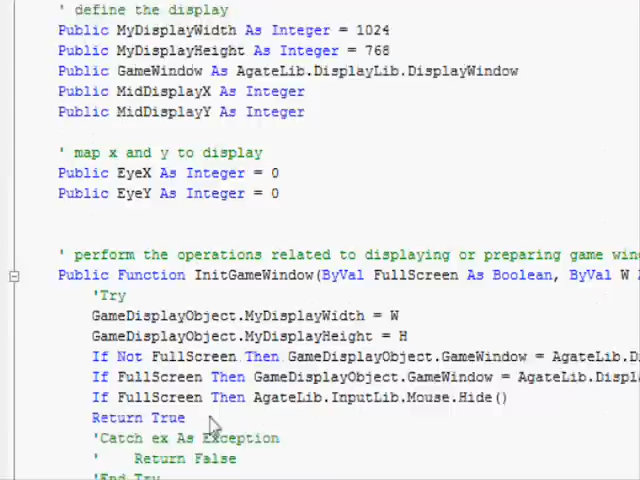 ' define the display
Public MyDisplayWidth As Integer = 1024
Public MyDisplayHeight As Integer = 768
Public GameWindow As AgateLib.DisplayLib.DisplayWindow
Public MidDisplayX As Integer
Public MidDisplayY As Integer
' map x and y to display
Public EyeX As Integer = 0
Public EyeY As Integer = 0
' perform the operations related to displaying or preparing game win
Public Function InitGameWindow(ByVal FullScreen As Boolean, ByVal W
'Try
GameDisplayObject.MyDisplayWidth = W
GameDisplayObject.MyDisplayHeight = H
If Not FullScreen Then GameDisplayObject.GameWindow = AgateLib.D
If FullScreen Then GameDisplayObject.GameWindow = AgateLib.Displ
If FullScreen Then AgateLib.InputLib.Mouse.Hide()
Return True
'Catch ex As Exception
'    Return False
'End Try